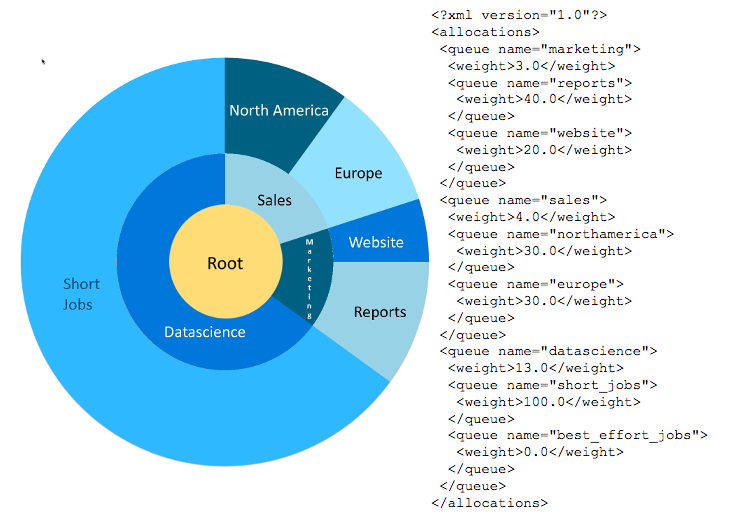 North America
Europe
Sales
Website
Marketing
Root
Short
Jobs
Reports
Datascience
<?xml version="1.0"?>
<allocations>
<queue name="marketing">
<weight>3.0</weight>
<queue name="reports">
<weight>40.0</weight>
</queue>
<queue name="website">
<weight>20.0</weight>
</queue>
</queue>
<queue name="sales">
<weight>4.0</weight>
<queue name="northamerica">
<weight>30.0</weight>
</queue>
<queue name="europe">
<weight>30.0</weight>
</queue>
</queue>
<queue name="datascience">
<weight>13.0</weight>
<queue name="short_jobs">
<weight>100.0</weight>
</queue>
<queue name="best_effort_jobs">
<weight>0.0</weight>
</queue>
</queue>
</allocations>